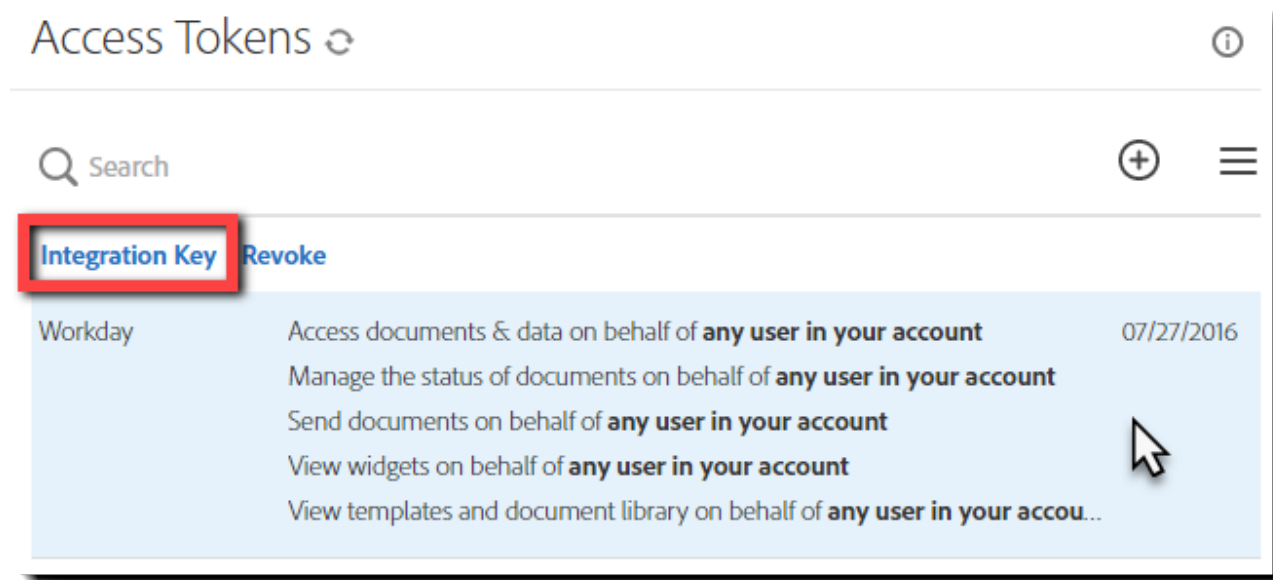 Access Tokens
Search
Integration Key Revoke
Workday Access documents & data on behalf of any user in your account 07/27/2016
Manage the status of documents on behalf of any user in your account
Send documents on behalf of any user in your account
View widgets on behalf of any user in your account
View templates and document library on behalf of any user in your accou...